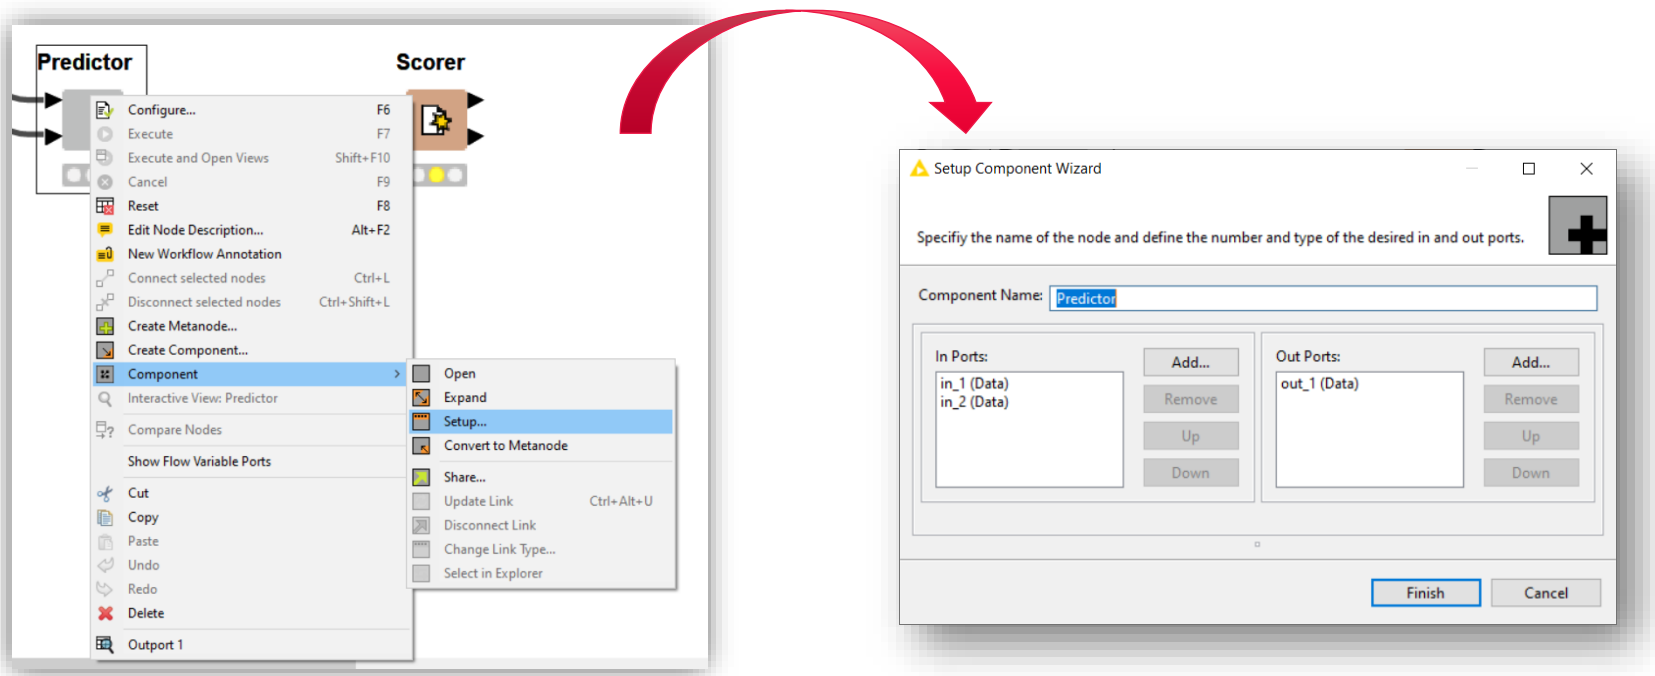 Predictor
Scorer
Configure... F6
Execute F7
Execute and Open Views Shift+F10
Cancel F9
Reset F8
Edit Node Description... Alt+F2
New Workflow Annotation
Connect selected nodes Ctrl+L
Disconnect selected nodes Ctrl+Shift+L
Create Metanode...
Create Component...
Component
Interactive View: Predictor
Compare Nodes
Show Flow Variable Ports
Cut
Copy
Paste
Undo
Redo
Delete
Outport 1
Open
Expand
Setup...
Convert to Metanode
Share...
Update Link Ctrl+Alt+U
Disconnect Link
Change Link Type...
Select in Explorer
Setup Component Wizard
Specifiy the name of the node and define the number and type of the desired in and out ports.
Component Name: Predictor
In Ports:
in_1 (Data)
in_2 (Data)
Add...
Remove
Up
Down
Out Ports:
out_1 (Data)
Add...
Remove
Up
Down
Finish Cancel